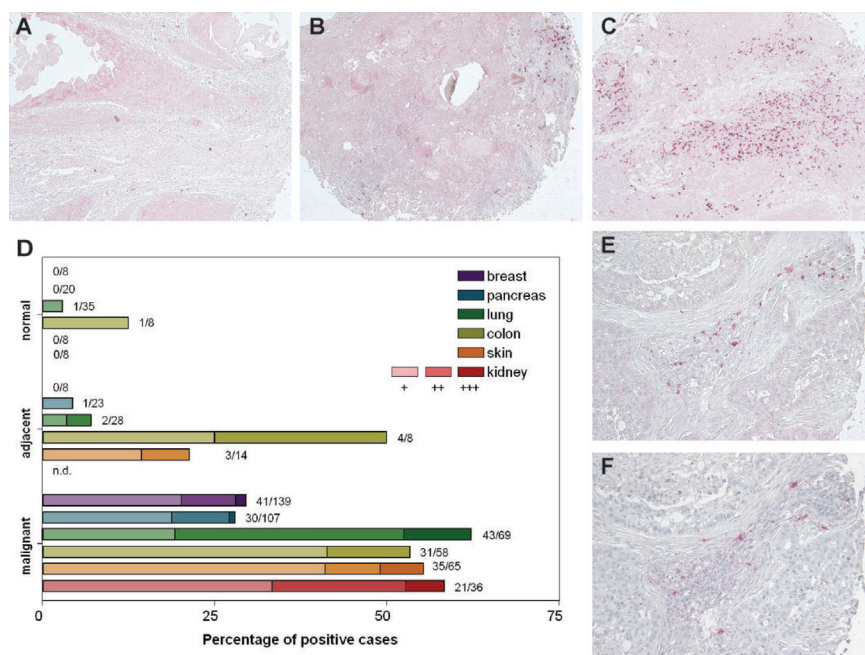 A
B
C
D
breast
pancreas
lung
colon
skin
kidney
+ ++ +++
normal
0/8
0/20
1/35
1/8
0/8
0/8
adjacent
0/8
1/23
2/28
4/8
3/14
n.d.
malignant
41/139
30/107
43/69
31/58
35/65
21/36
0 25 50 75
Percentage of positive cases
E
F